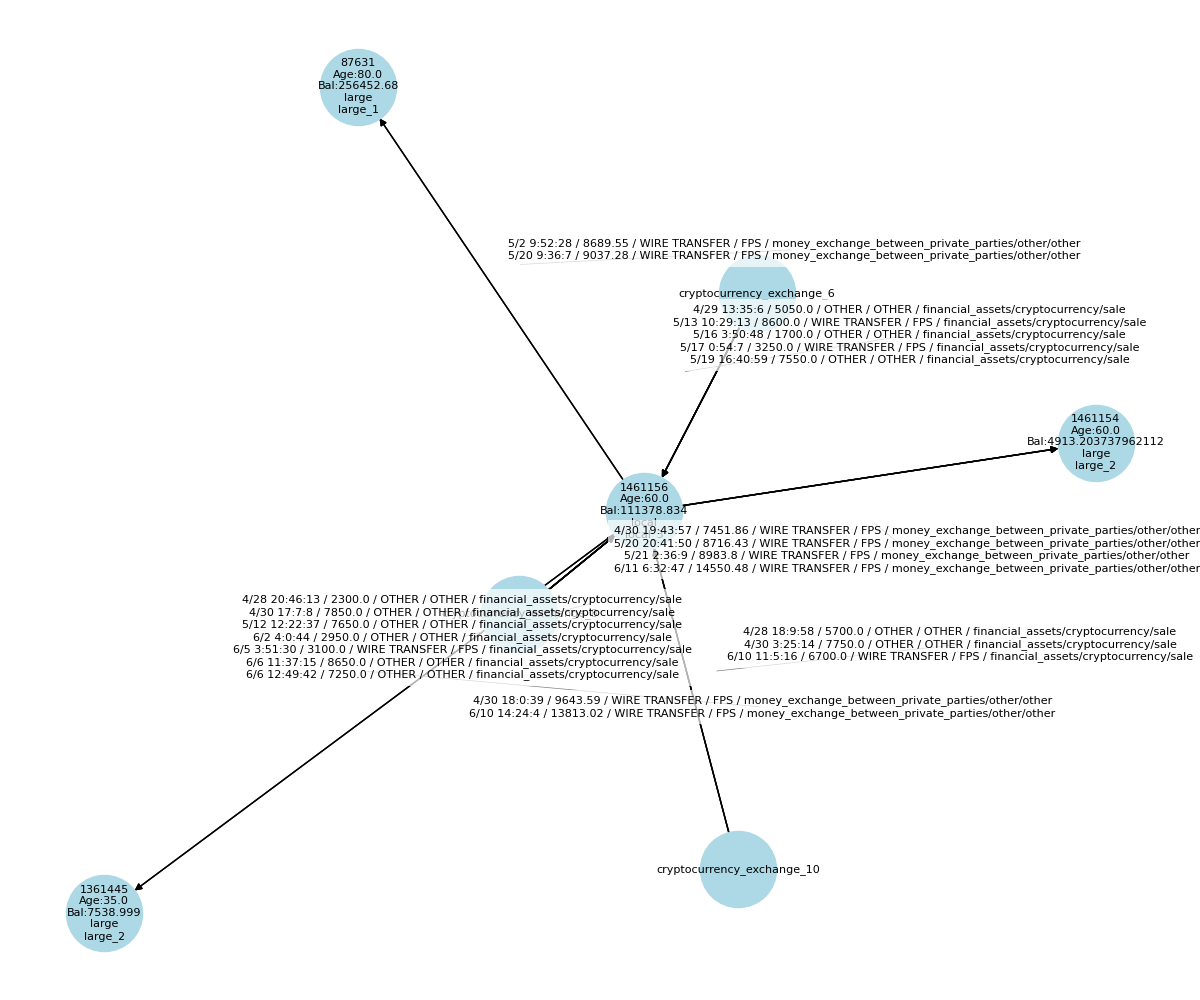 87631
Age:80.0
Bal:256452.68
large
large_1
5/2 9:52:28 / 8689.55 / WIRE TRANSFER / FPS / money_exchange_between_private_parties/other/other
5/20 9:36:7 / 9037.28 / WIRE TRANSFER / FPS / money_exchange_between_private_parties/other/other
cryptocurrency_exchange_6
4/29 13:35:6 / 5050.0 / OTHER / OTHER / financial_assets/cryptocurrency/sale
5/13 10:29:13 / 8600.0 / WIRE TRANSFER / FPS / financial_assets/cryptocurrency/sale
5/16 3:50:48 / 1700.0 / OTHER / OTHER / financial_assets/cryptocurrency/sale
5/17 0:54:7 / 3250.0 / WIRE TRANSFER / FPS / financial_assets/cryptocurrency/sale
5/19 16:40:59 / 7550.0 / OTHER / OTHER / financial_assets/cryptocurrency/sale
1461154
Age:60.0
Bal:4913.203737962112
large
large_2
1461156
Age:60.0
Bal:111378.834
local
4/30 19:43:57 / 7451.86 / WIRE TRANSFER / FPS / money_exchange_between_private_parties/other/other
5/20 20:41:50 / 8716.43 / WIRE TRANSFER / FPS / money_exchange_between_private_parties/other/other
5/21 2:36:9 / 8983.8 / WIRE TRANSFER / FPS / money_exchange_between_private_parties/other/other
6/11 6:32:47 / 14550.48 / WIRE TRANSFER / FPS / money_exchange_between_private_parties/other/other
4/28 20:46:13 / 2300.0 / OTHER / OTHER / financial_assets/cryptocurrency/sale
4/30 17:7:8 / 7850.0 / OTHER / OTHER / financial_assets/cryptocurrency/sale
5/12 12:22:37 / 7650.0 / OTHER / OTHER / financial_assets/cryptocurrency/sale
6/2 4:0:44 / 2950.0 / OTHER / OTHER / financial_assets/cryptocurrency/sale
6/5 3:51:30 / 3100.0 / WIRE TRANSFER / FPS / financial_assets/cryptocurrency/sale
6/6 11:37:15 / 8650.0 / OTHER / OTHER / financial_assets/cryptocurrency/sale
6/6 12:49:42 / 7250.0 / OTHER / OTHER / financial_assets/cryptocurrency/sale
4/28 18:9:58 / 5700.0 / OTHER / OTHER / financial_assets/cryptocurrency/sale
4/30 3:25:14 / 7750.0 / OTHER / OTHER / financial_assets/cryptocurrency/sale
6/10 11:5:16 / 6700.0 / WIRE TRANSFER / FPS / financial_assets/cryptocurrency/sale
4/30 18:0:39 / 9643.59 / WIRE TRANSFER / FPS / money_exchange_between_private_parties/other/other
6/10 14:24:4 / 13813.02 / WIRE TRANSFER / FPS / money_exchange_between_private_parties/other/other
cryptocurrency_exchange_10
1361445
Age:35.0
Bal:7538.999
large
large_2